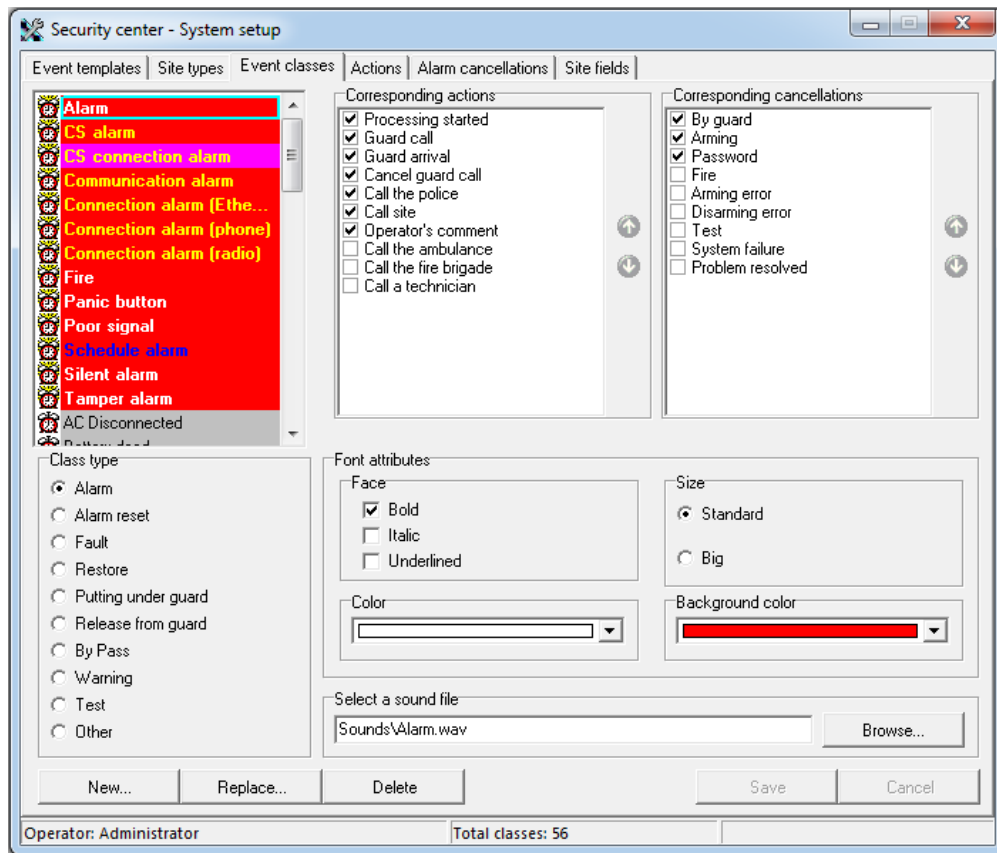 Security center - System setup
Event templates
Site types
Event classes
Actions
Alarm cancellations
Site fields
Alarm
CS alarm
CS connection alarm
Communication alarm
Connection alarm (Ethe...
Connection alarm (phone)
Connection alarm (radio)
Fire
Panic button
Poor signal
Schedule alarm
Silent alarm
Tamper alarm
AC Disconnected
Corresponding actions
Processing started
Guard call
Guard arrival
Cancel guard call
Call the police
Call site
Operator's comment
Call the ambulance
Call the fire brigade
Call a technician
Corresponding cancellations
By guard
Arming
Password
Fire
Arming error
Disarming error
Test
System failure
Problem resolved
Class type
Alarm
Alarm reset
Fault
Restore
Putting under guard
Release from guard
By Pass
Warning
Test
Other
Font attributes
Face
Bold
Italic
Underlined
Size
Standard
Big
Color
Background color
Select a sound file
Sounds\Alarm.wav
Browse...
New...
Replace...
Delete
Save
Cancel
Operator: Administrator
Total classes: 56